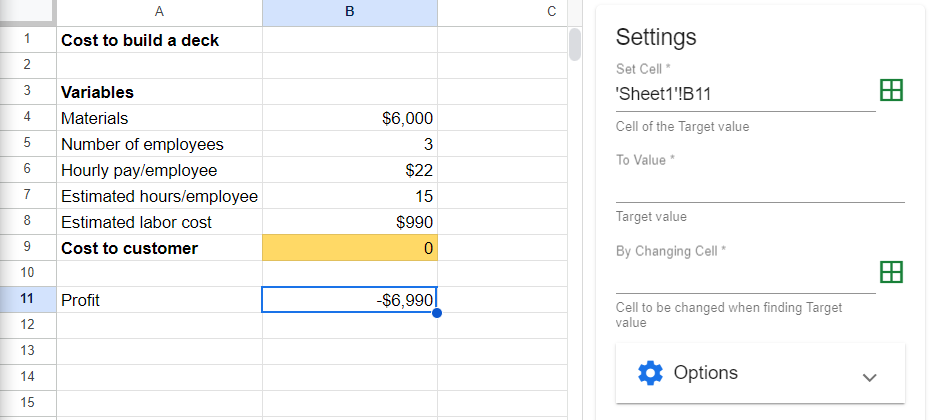 A B C
1 Cost to build a deck
2
3 Variables
4 Materials $6,000
5 Number of employees 3
6 Hourly pay/employee $22
7 Estimated hours/employee 15
8 Estimated labor cost $990
9 Cost to customer 0
10
11 Profit -$6,990
12
13
14
15
Settings
Set Cell *
'Sheet1'!B11
Cell of the Target value
To Value *
Target value
By Changing Cell *
Cell to be changed when finding Target
value
Options